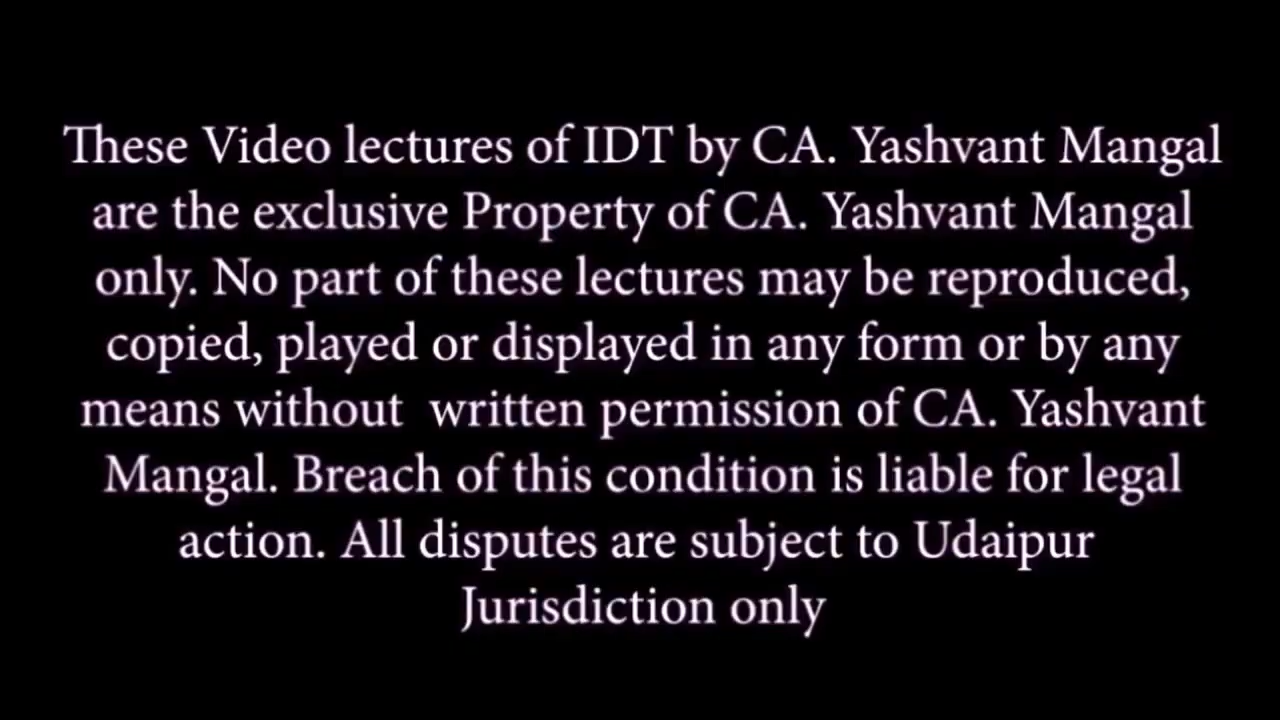 These Video lectures of IDT by CA. Yashvant Mangal
are the exclusive Property of CA. Yashvant Mangal
only. No part of these lectures may be reproduced,
copied, played or displayed in any form or by any
means without  written permission of CA. Yashvant
Mangal. Breach of this condition is liable for legal
action. All disputes are subject to Udaipur
Jurisdiction only